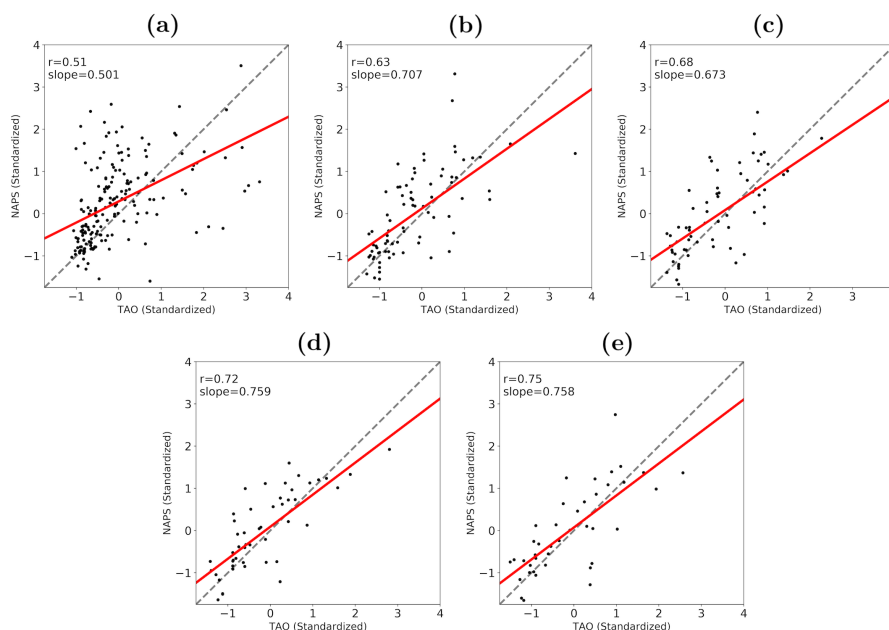 (a)
r=0.51
slope=0.501
NAPS (Standardized)
4
3
2
1
0
−1
−1 0 1 2 3 4
TAO (Standardized)
(b)
r=0.63
slope=0.707
NAPS (Standardized)
4
3
2
1
0
−1
−1 0 1 2 3 4
TAO (Standardized)
(c)
r=0.68
slope=0.673
NAPS (Standardized)
4
3
2
1
0
−1
−1 0 1 2 3
TAO (Standardized)
(d)
r=0.72
slope=0.759
NAPS (Standardized)
4
3
2
1
0
−1
−1 0 1 2 3 4
TAO (Standardized)
(e)
r=0.75
slope=0.758
NAPS (Standardized)
4
3
2
1
0
−1
−1 0 1 2 3 4
TAO (Standardized)